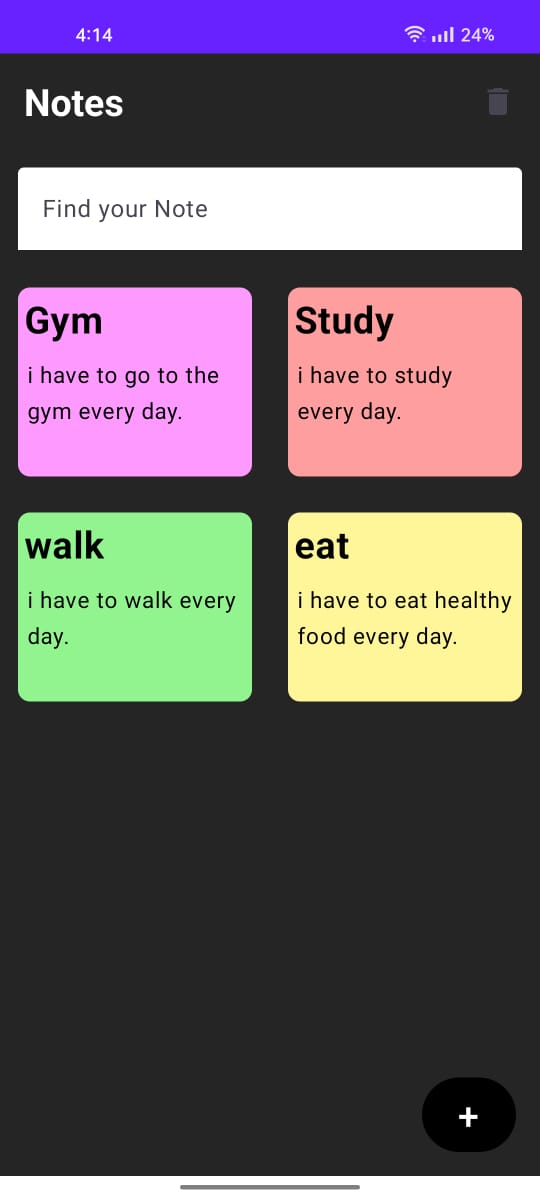 4:14 24%
Notes
Find your Note
Gym
i have to go to the
gym every day.
Study
i have to study
every day.
walk
i have to walk every
day.
eat
i have to eat healthy
food every day.
+